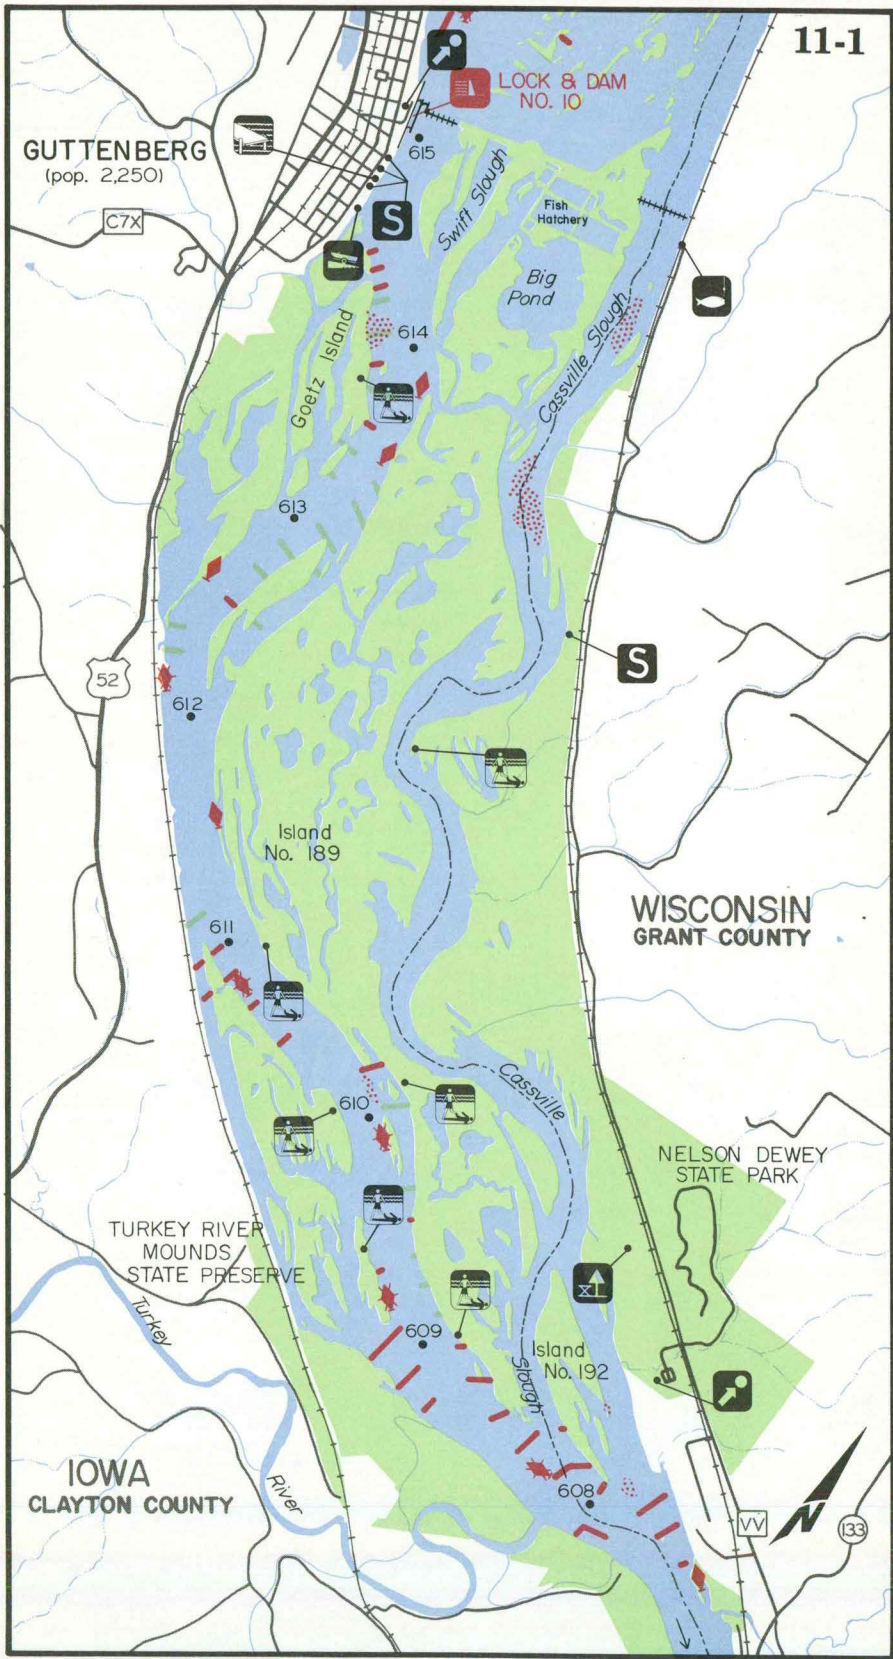 11-1
LOCK & DAM
NO. 10
GUTTENBERG
(pop. 2,250)
615
C7X
S
Swift Slough
Fish
Hatchery
Big
Pond
614
Goetz Island
Cassville Slough
613
S
52
612
Island
No. 189
WISCONSIN
GRANT COUNTY
611
Cassville
610
NELSON DEWEY
STATE PARK
TURKEY RIVER
MOUNDS
STATE PRESERVE
Turkey
609
Island
No. 192
Slough
IOWA
CLAYTON COUNTY
River
608
VV
N
133